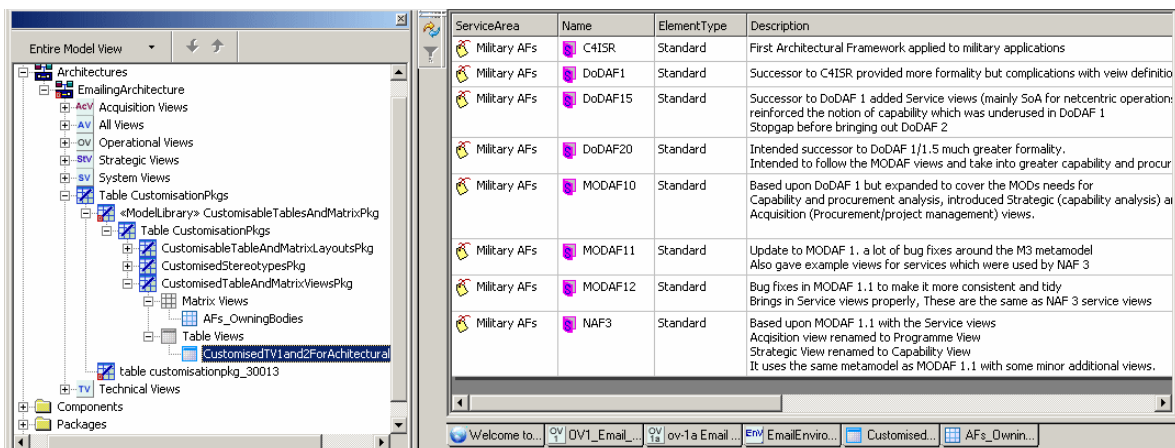 Entire Model View
Architectures
EmailingArchitecture
AcV Acquisition Views
AV All Views
OV Operational Views
StV Strategic Views
SV System Views
Table CustomisationPkgs
«ModelLibrary» CustomisableTablesAndMatrixPkg
Table CustomisationPkgs
CustomisableTableAndMatrixLayoutsPkg
CustomisedStereotypesPkg
CustomisedTableAndMatrixViewsPkg
Matrix Views
AFs_OwningBodies
Table Views
CustomisedTV1and2ForAchitectural
table customisationpkg_30013
TV Technical Views
Components
Packages
ServiceArea Name ElementType Description
Military AFs C4ISR Standard First Architectural Framework applied to military applications
Military AFs DoDAF1 Standard Successor to C4ISR provided more formality but complications with veiw definitio
Military AFs DoDAF15 Standard Successor to DoDAF 1 added Service views (mainly SoA for netcentric operation
reinforced the notion of capability which was underused in DoDAF 1
Stopgap before bringing out DoDAF 2
Military AFs DoDAF20 Standard Intended successor to DoDAF 1/1.5 much greater formality.
Intended to follow the MODAF views and take into greater capability and procur
Military AFs MODAF10 Standard Based upon DoDAF 1 but expanded to cover the MODs needs for
Capability and procurement analysis, introduced Strategic (capability analysis) a
Acquisition (Procurement/project management) views.
Military AFs MODAF11 Standard Update to MODAF 1. a lot of bug fixes around the M3 metamodel
Also gave example views for services which were used by NAF 3
Military AFs MODAF12 Standard Bug fixes in MODAF 1.1 to make it more consistent and tidy
Brings in Service views properly, These are the same as NAF 3 service views
Military AFs NAF3 Standard Based upon MODAF 1.1 with the Service views
Acqisition view renamed to Programme View
Strategic View renamed to Capability View
It uses the same metamodel as MODAF 1.1 with some minor additional views.
Welcome to... OV 1 OV1_Email_... OV 1a ov-1a Email ... EnV EmailEnviro... Customised... AFs_Ownin...